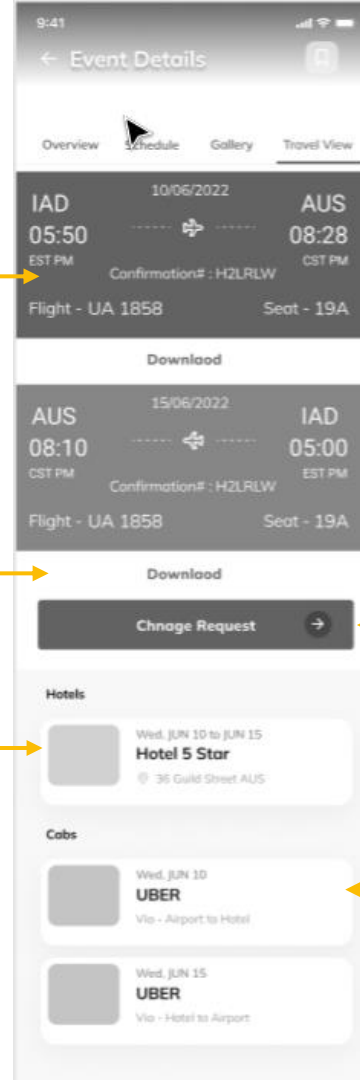 9:41
Event Details
Overview Schedule Gallery Travel View
10/06/2022
IAD AUS
05:50 08:28
EST PM CST PM
Confirmation# : H2LRLW
Flight - UA 1858 Seat - 19A
Downlaod
15/06/2022
AUS IAD
08:10 05:00
CST PM EST PM
Confirmation# : H2LRLW
Flight - UA 1858 Seat - 19A
Downlaod
Chnage Request
Hotels
Wed, JUN 10 to JUN 15
Hotel 5 Star
36 Guild Street AUS
Cabs
Wed, JUN 10
UBER
Via - Airport to Hotel
Wed, JUN 15
UBER
Via - Hotel to Airport